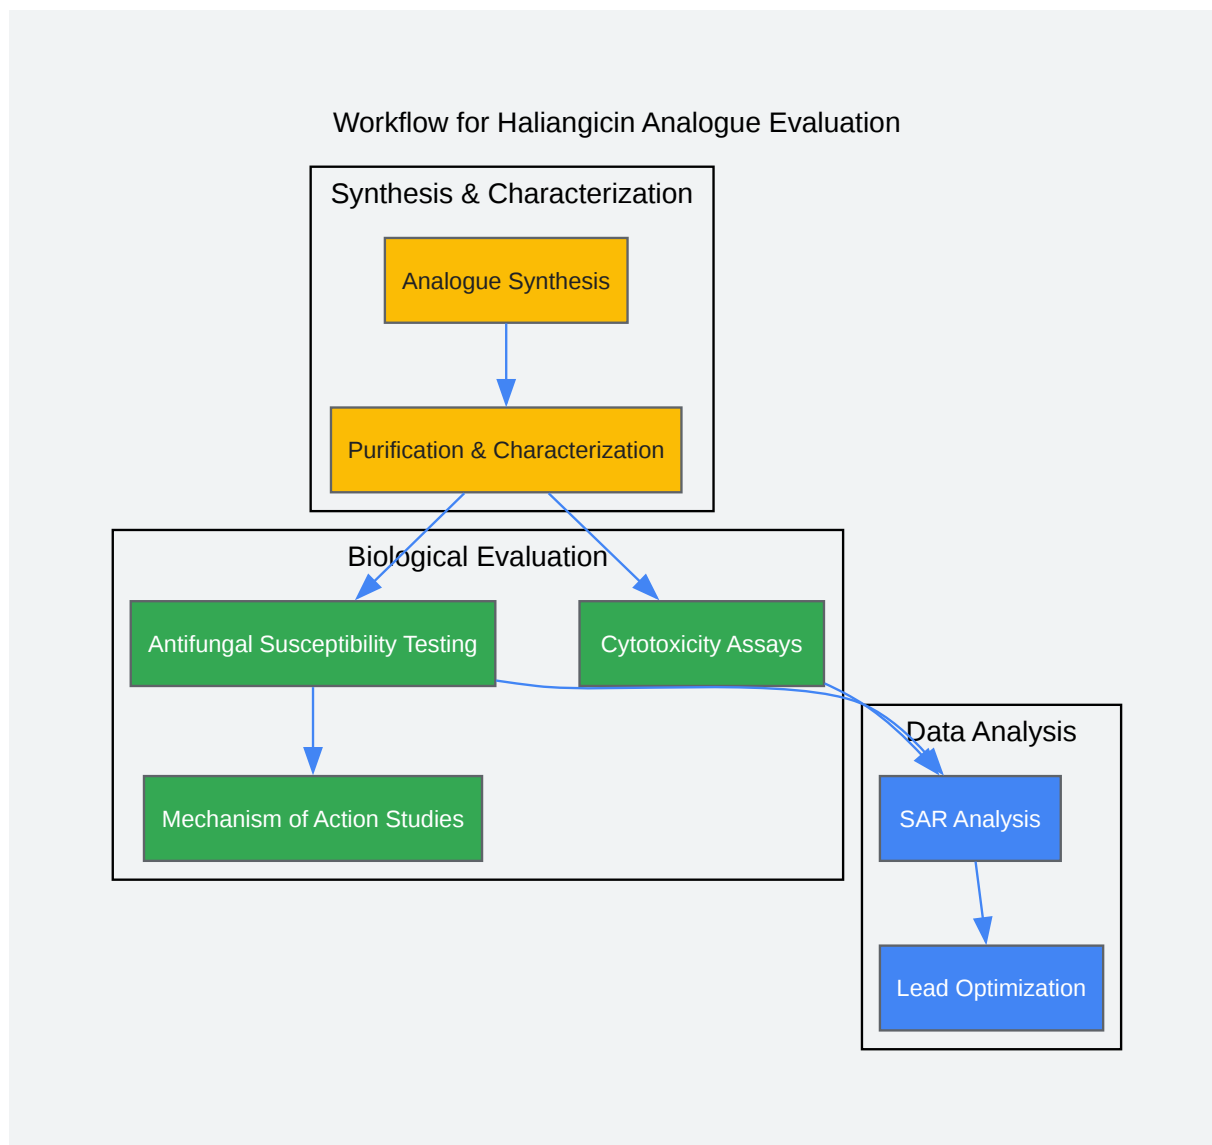 Workflow for Haliangicin Analogue Evaluation
Synthesis & Characterization
Analogue Synthesis
Purification & Characterization
Biological Evaluation
Antifungal Susceptibility Testing
Cytotoxicity Assays
Mechanism of Action Studies
Data Analysis
SAR Analysis
Lead Optimization